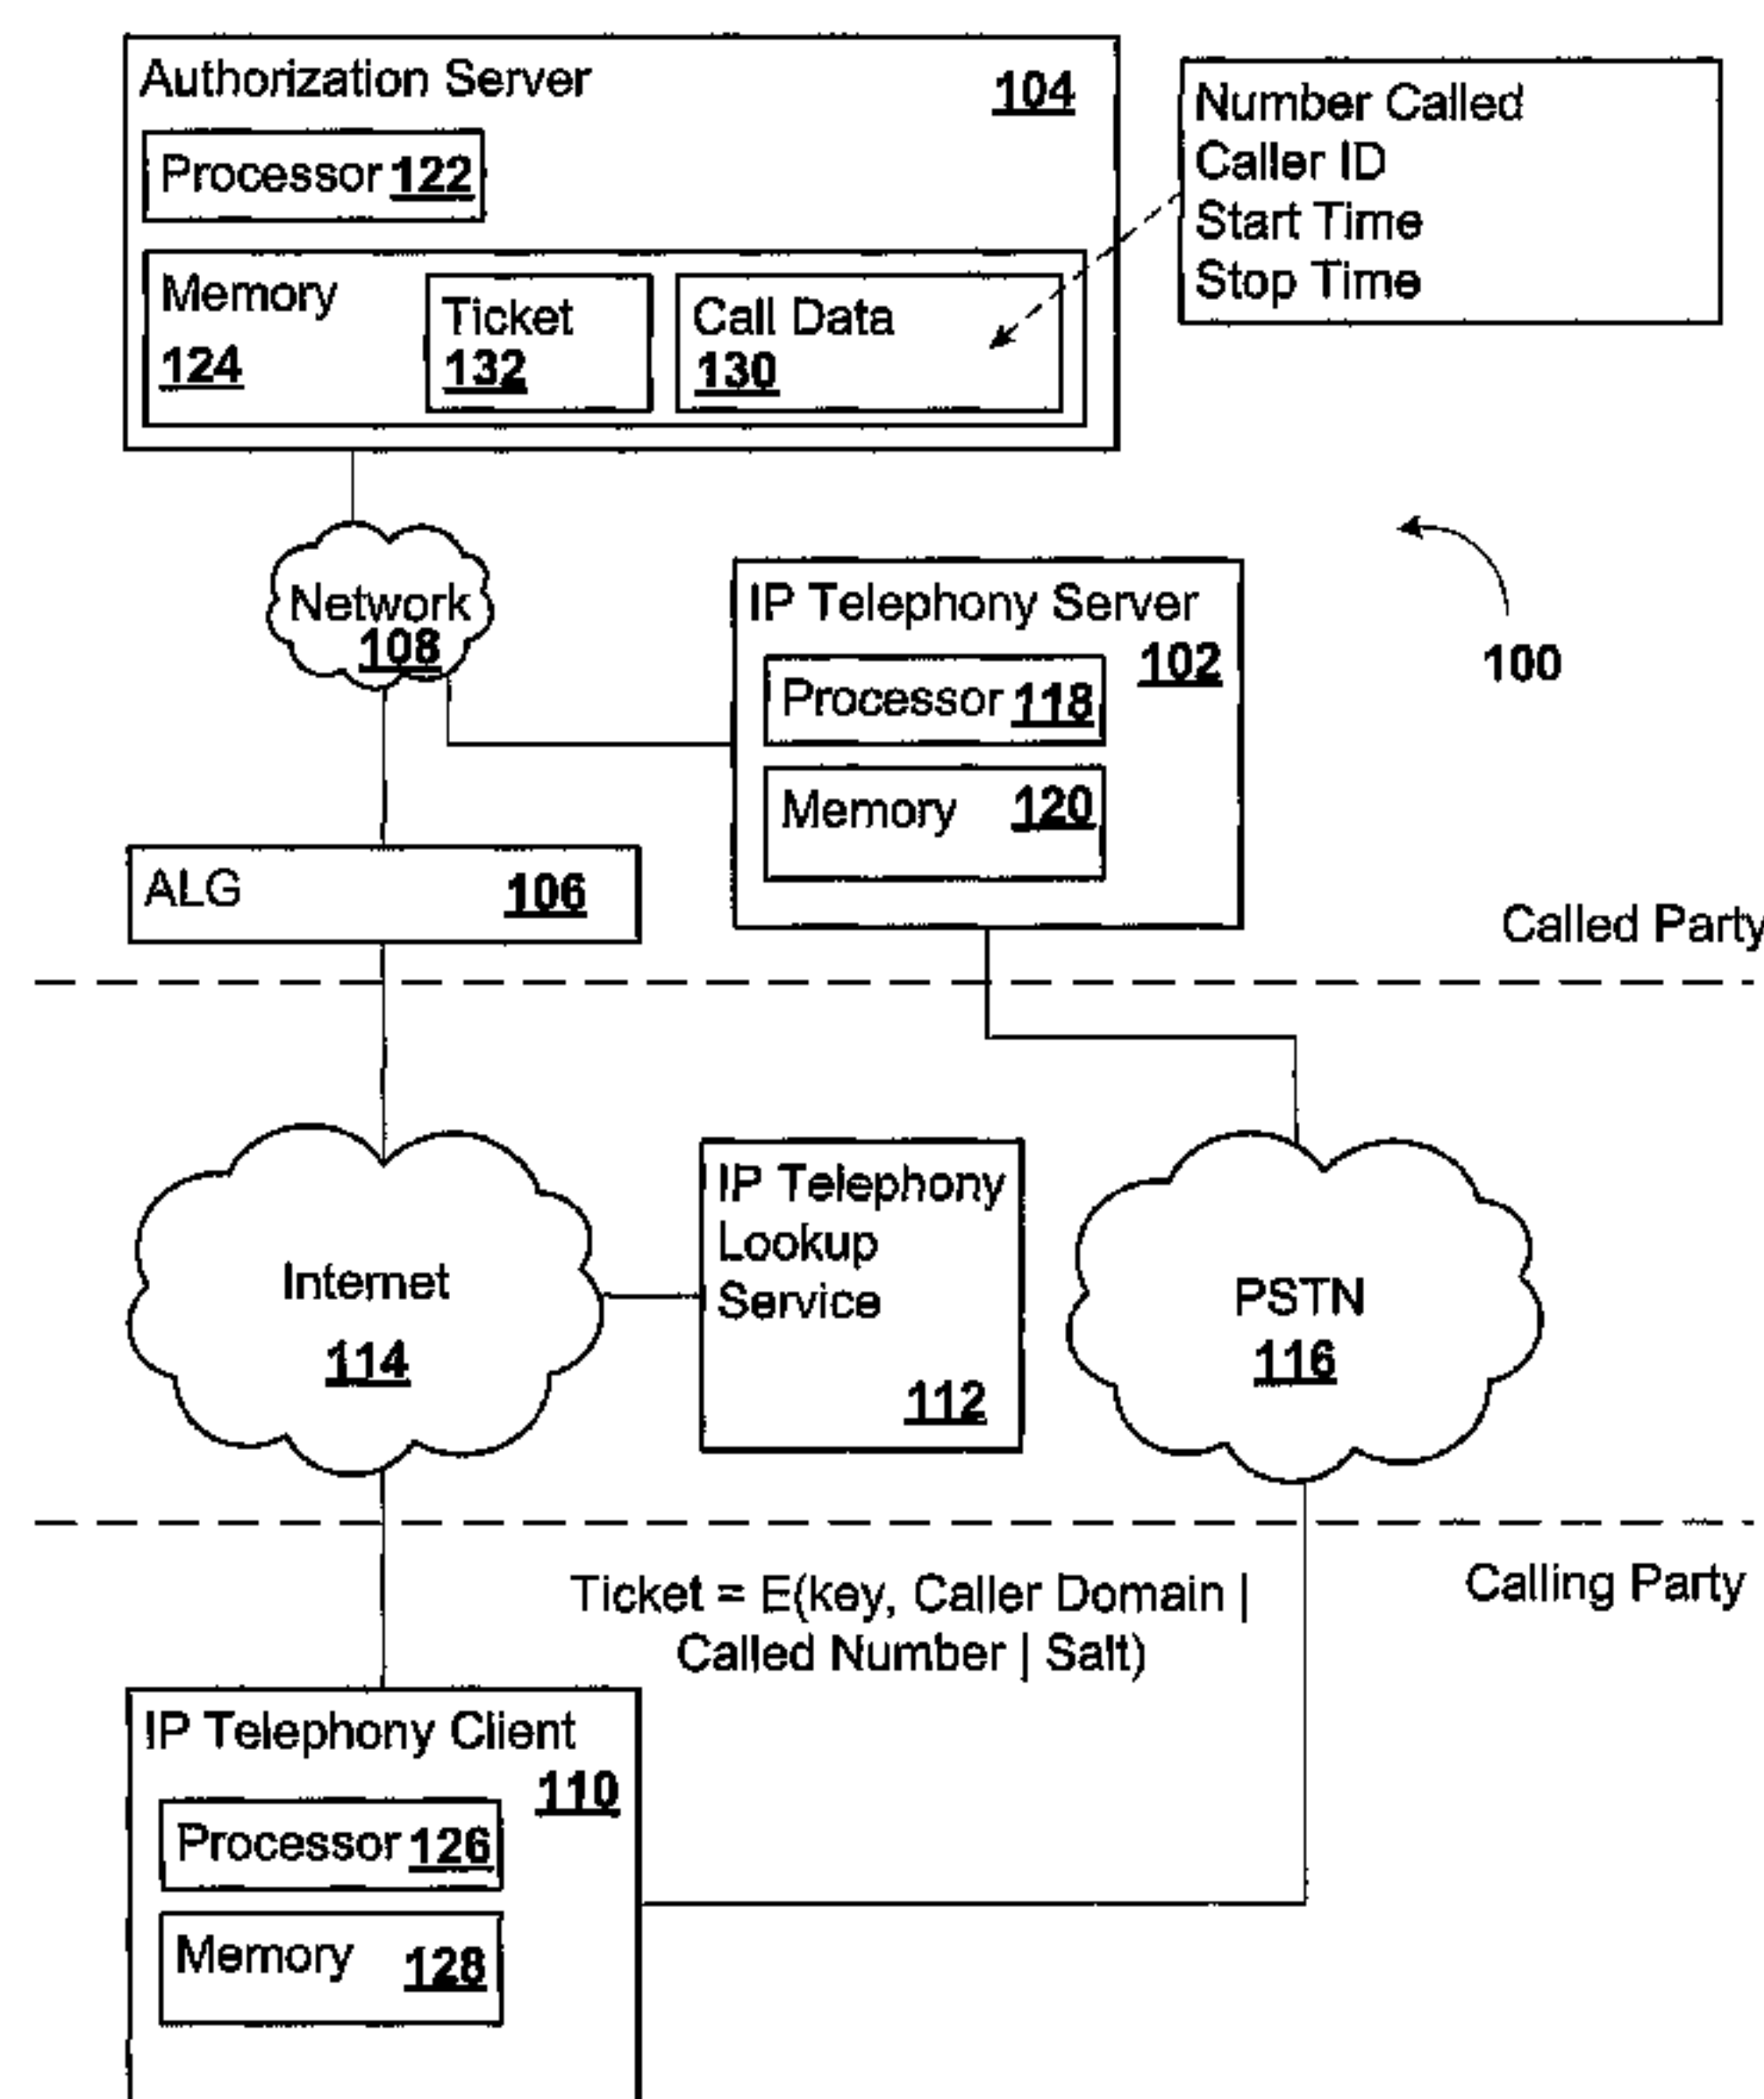 Authorization Server
104
Processor 122
Memory
124
Ticket
132
Call Data
130
Number Called
Caller ID
Start Time
Stop Time
Network
108
IP Telephony Server
102
Processor 118
Memory 120
100
ALG 106
Called Party
Internet
114
IP Telephony
Lookup
Service
112
PSTN
116
Ticket = E(key, Caller Domain |
Called Number | Salt)
Calling Party
IP Telephony Client
110
Processor 126
Memory 128